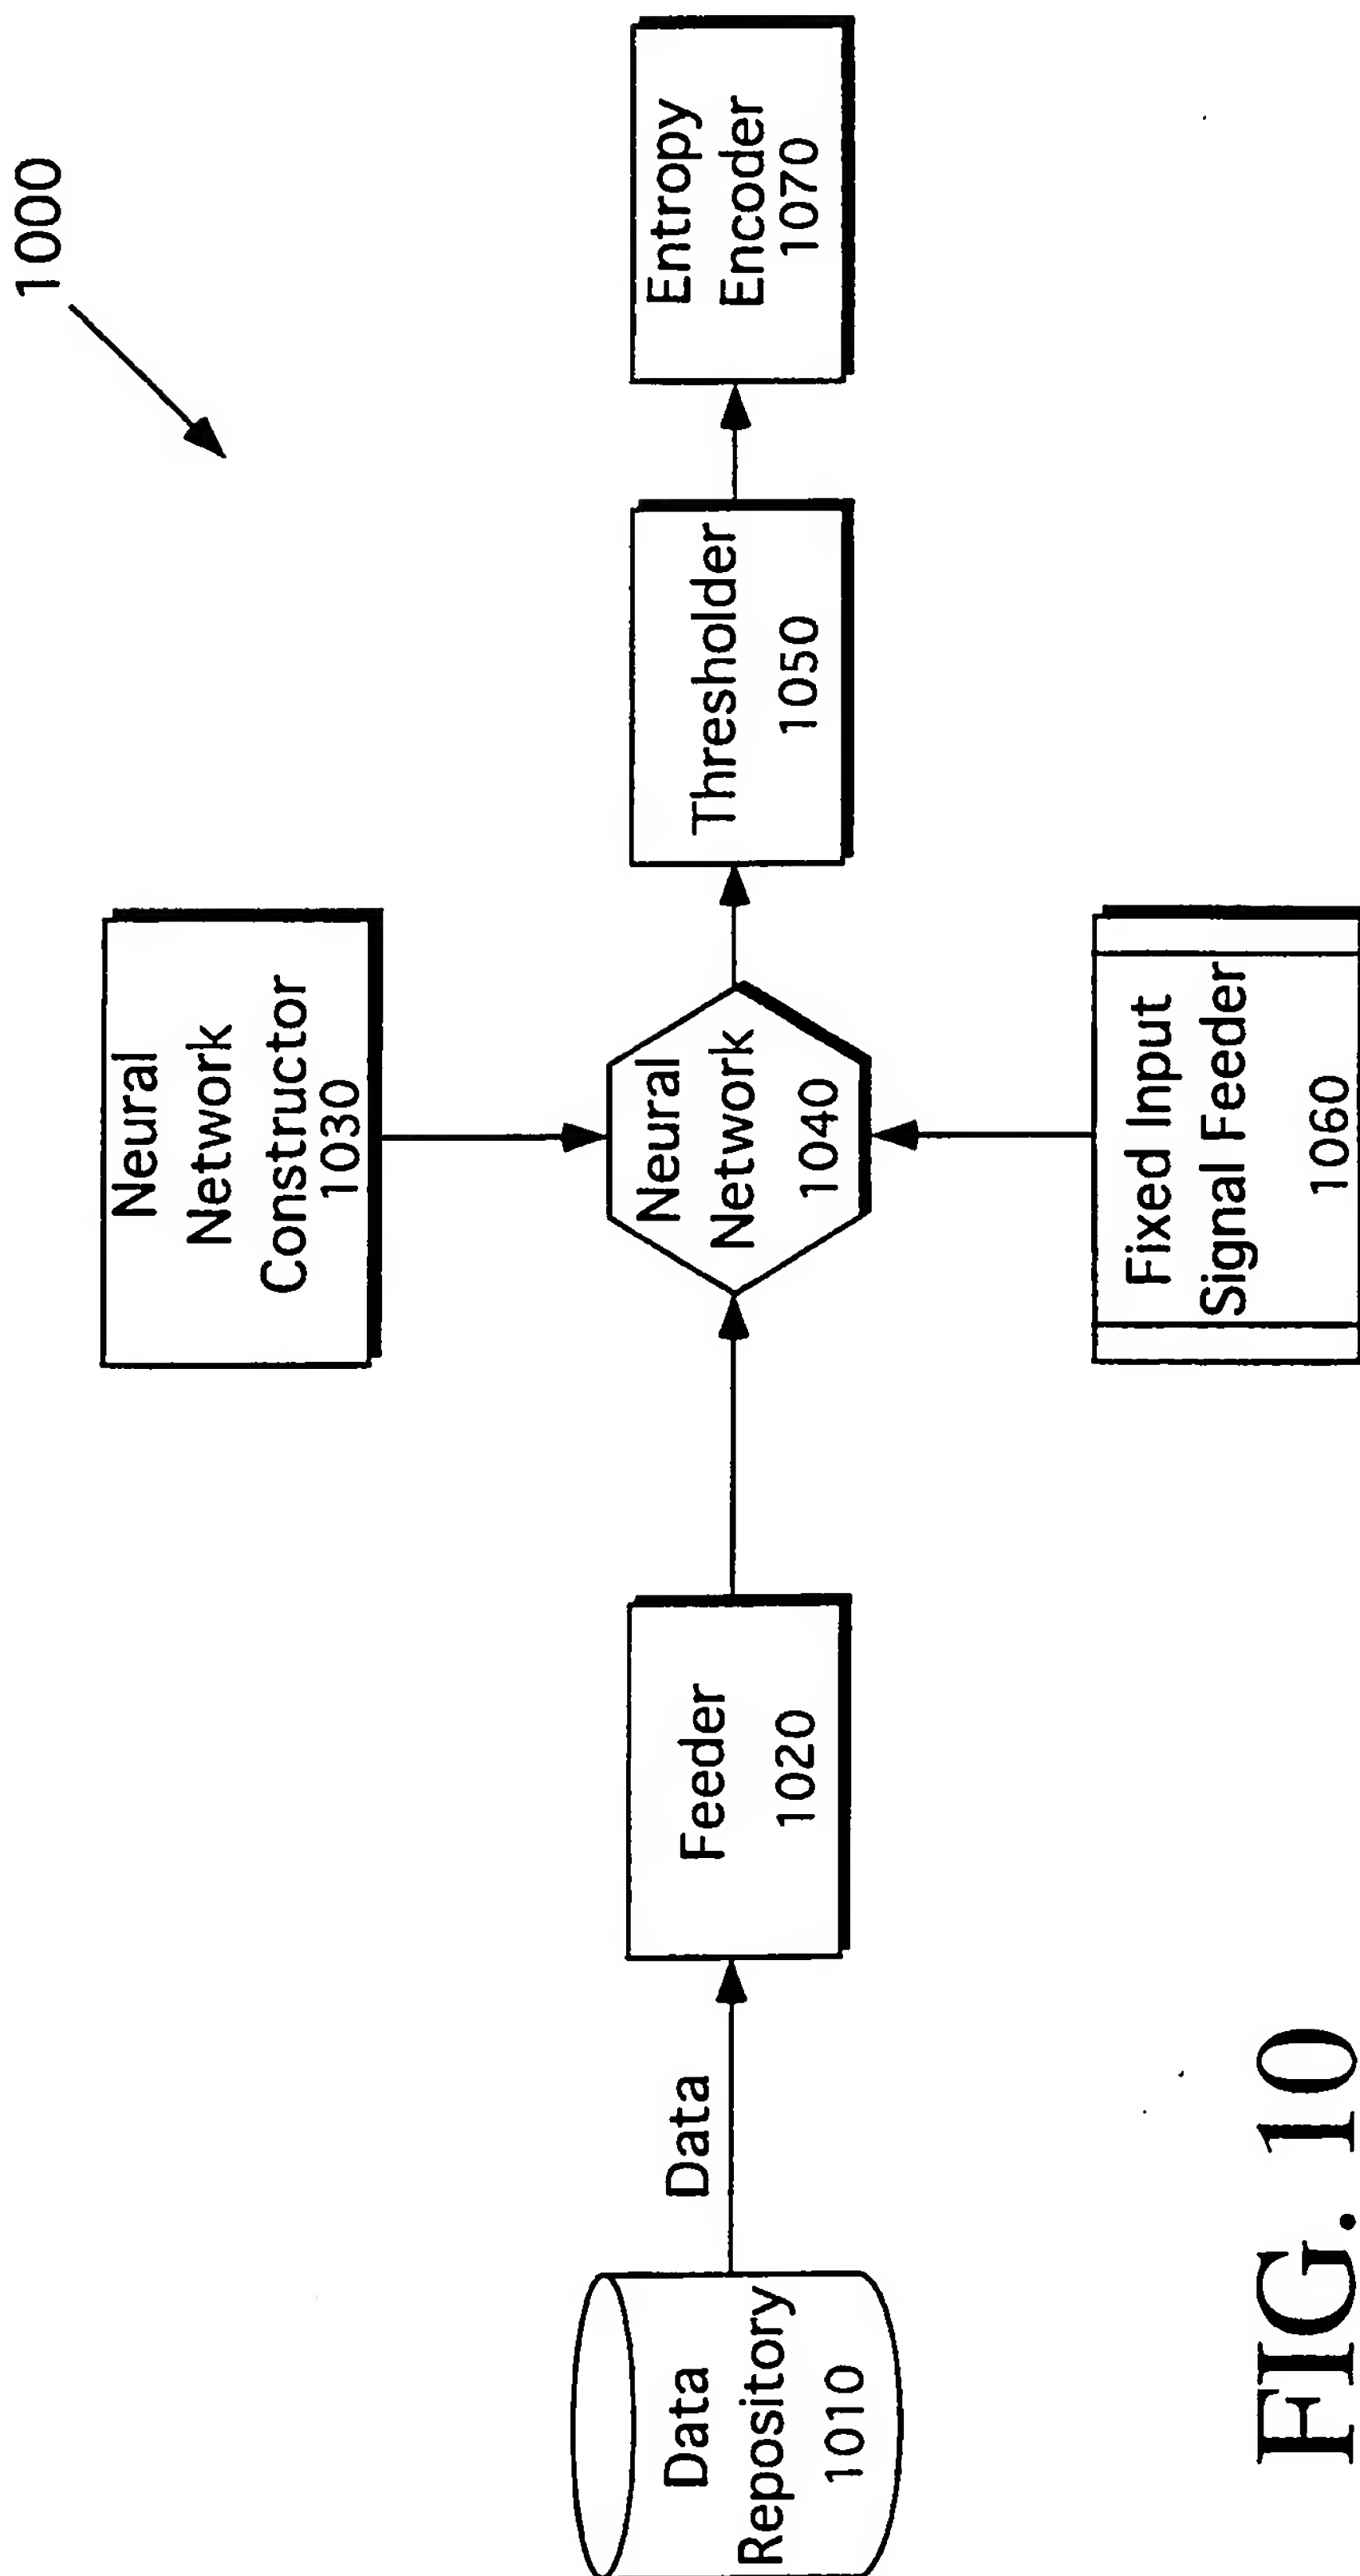 1000
Neural
Network
Constructor
1030
Data
Repository
1010
Data
Feeder
1020
Neural
Network
1040
Thresholder
1050
Entropy
Encoder
1070
Fixed Input
Signal Feeder
1060
FIG. 10